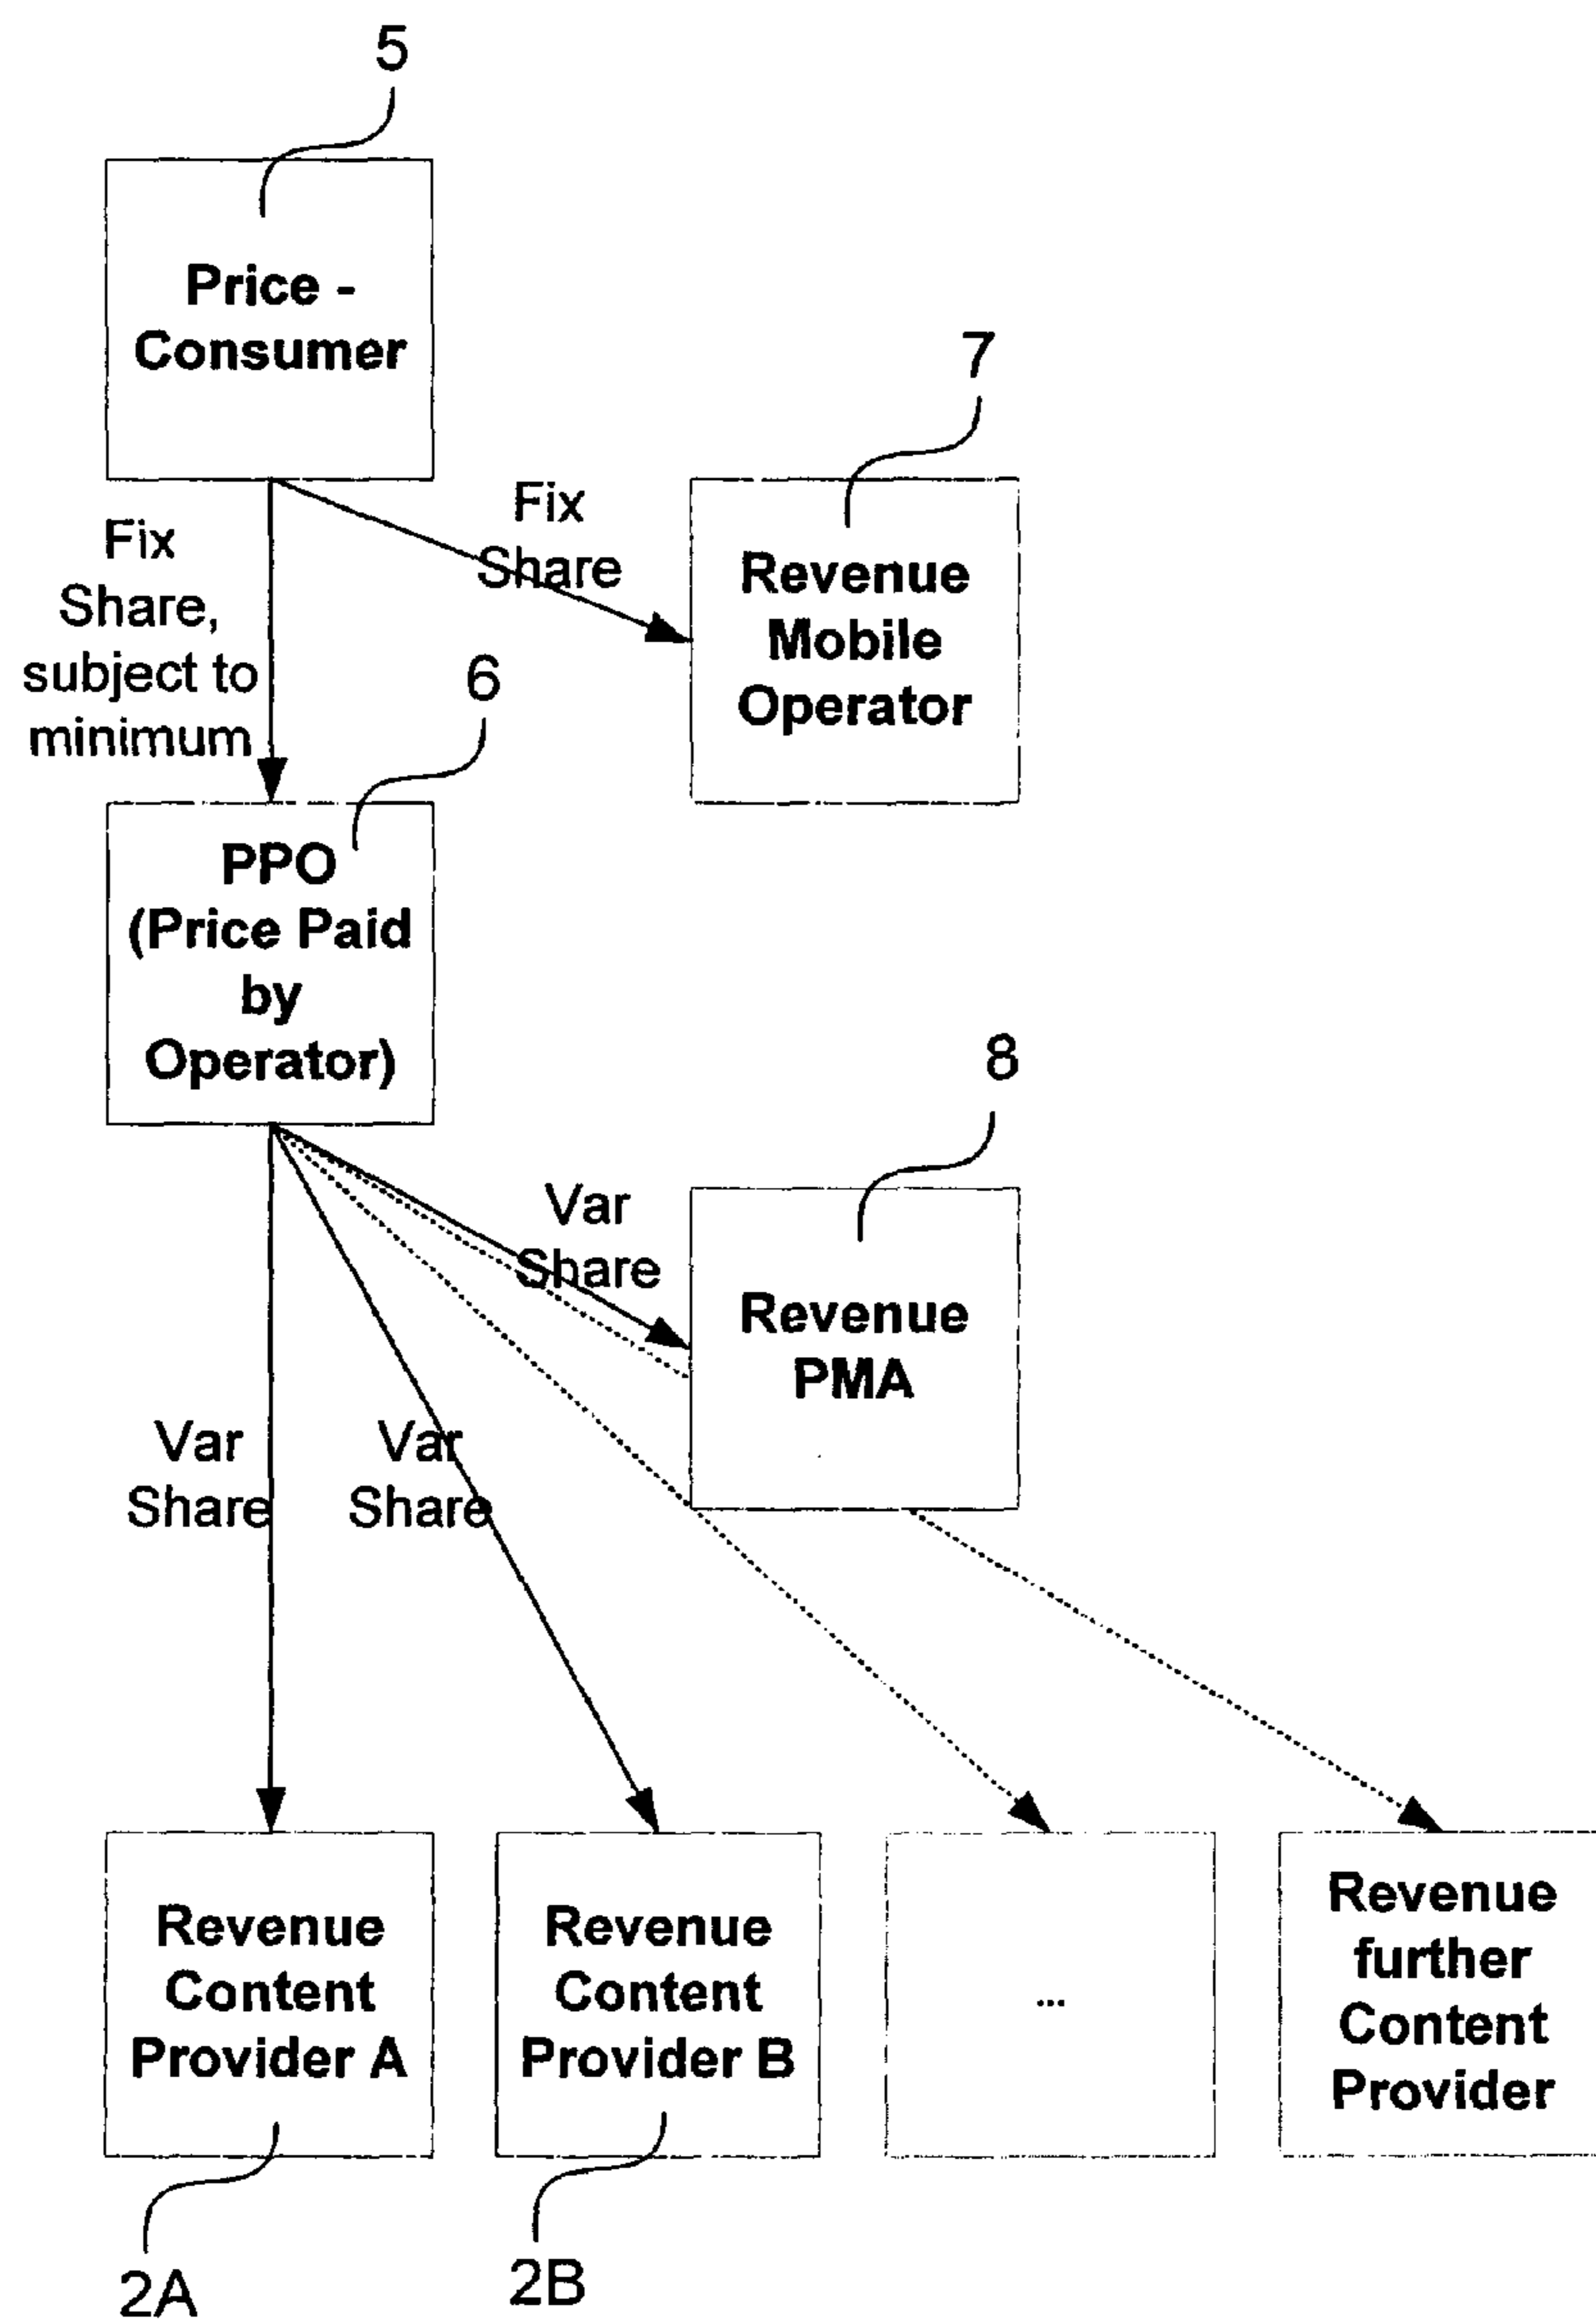 5
Price -
Consumer
7
Fix
Share
Fix
Share,
subject to
minimum
Revenue
Mobile
Operator
6
PPO
(Price Paid
by
Operator)
8
Var
Share
Revenue
PMA
Var
Share
Var
Share
Revenue
Content
Provider A
Revenue
Content
Provider B
...
Revenue
further
Content
Provider
2A
2B